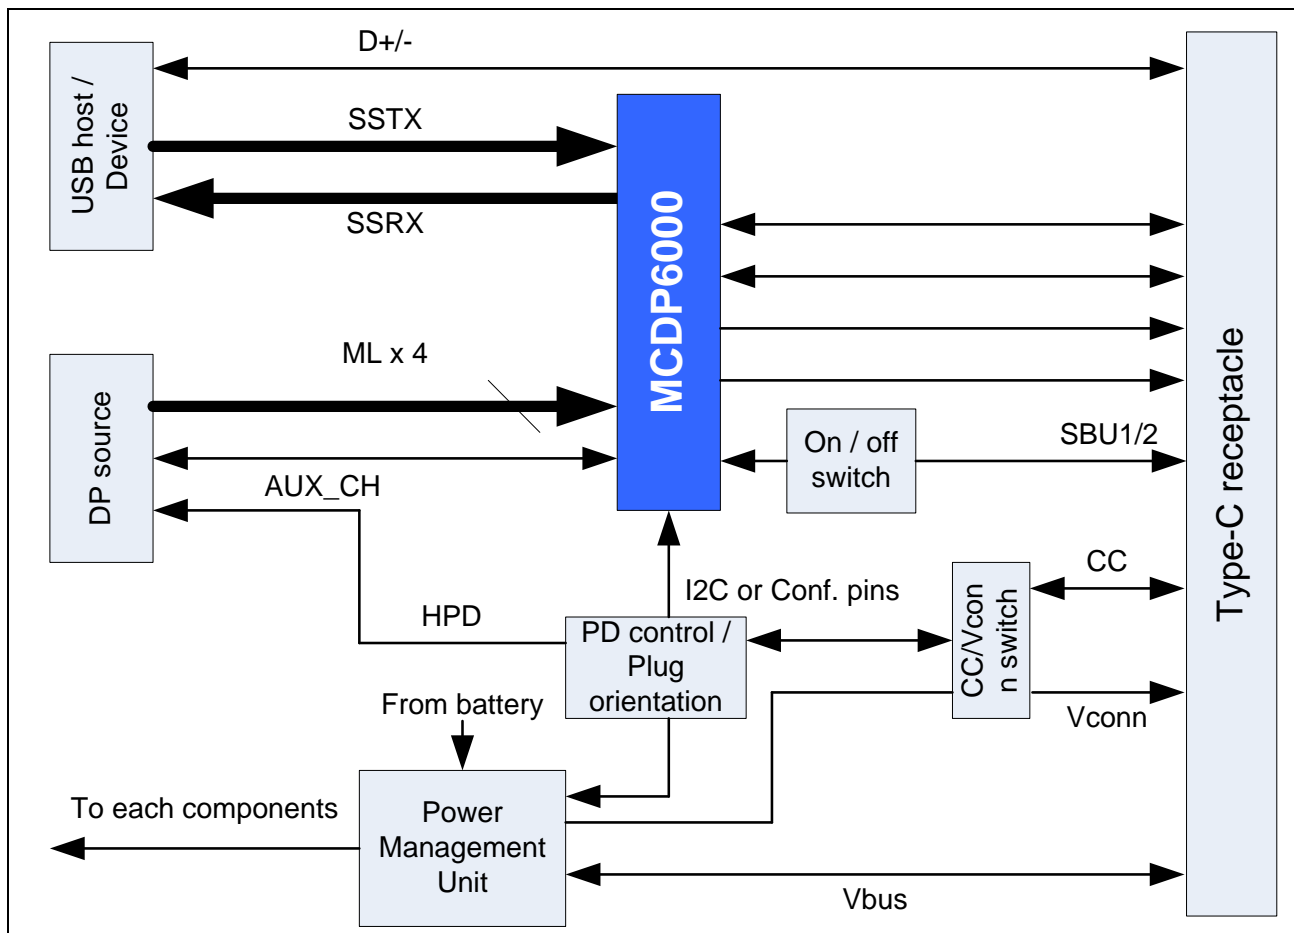 D+/-
USB host /
Device
SSTX
SSRX
MCDP6000
ML x 4
DP source
AUX_CH
On / off
switch
SBU1/2
Type-C receptacle
I2C or Conf. pins
CC
HPD
PD control /
Plug
orientation
CC/Vcon
n switch
Vconn
From battery
To each components
Power
Management
Unit
Vbus